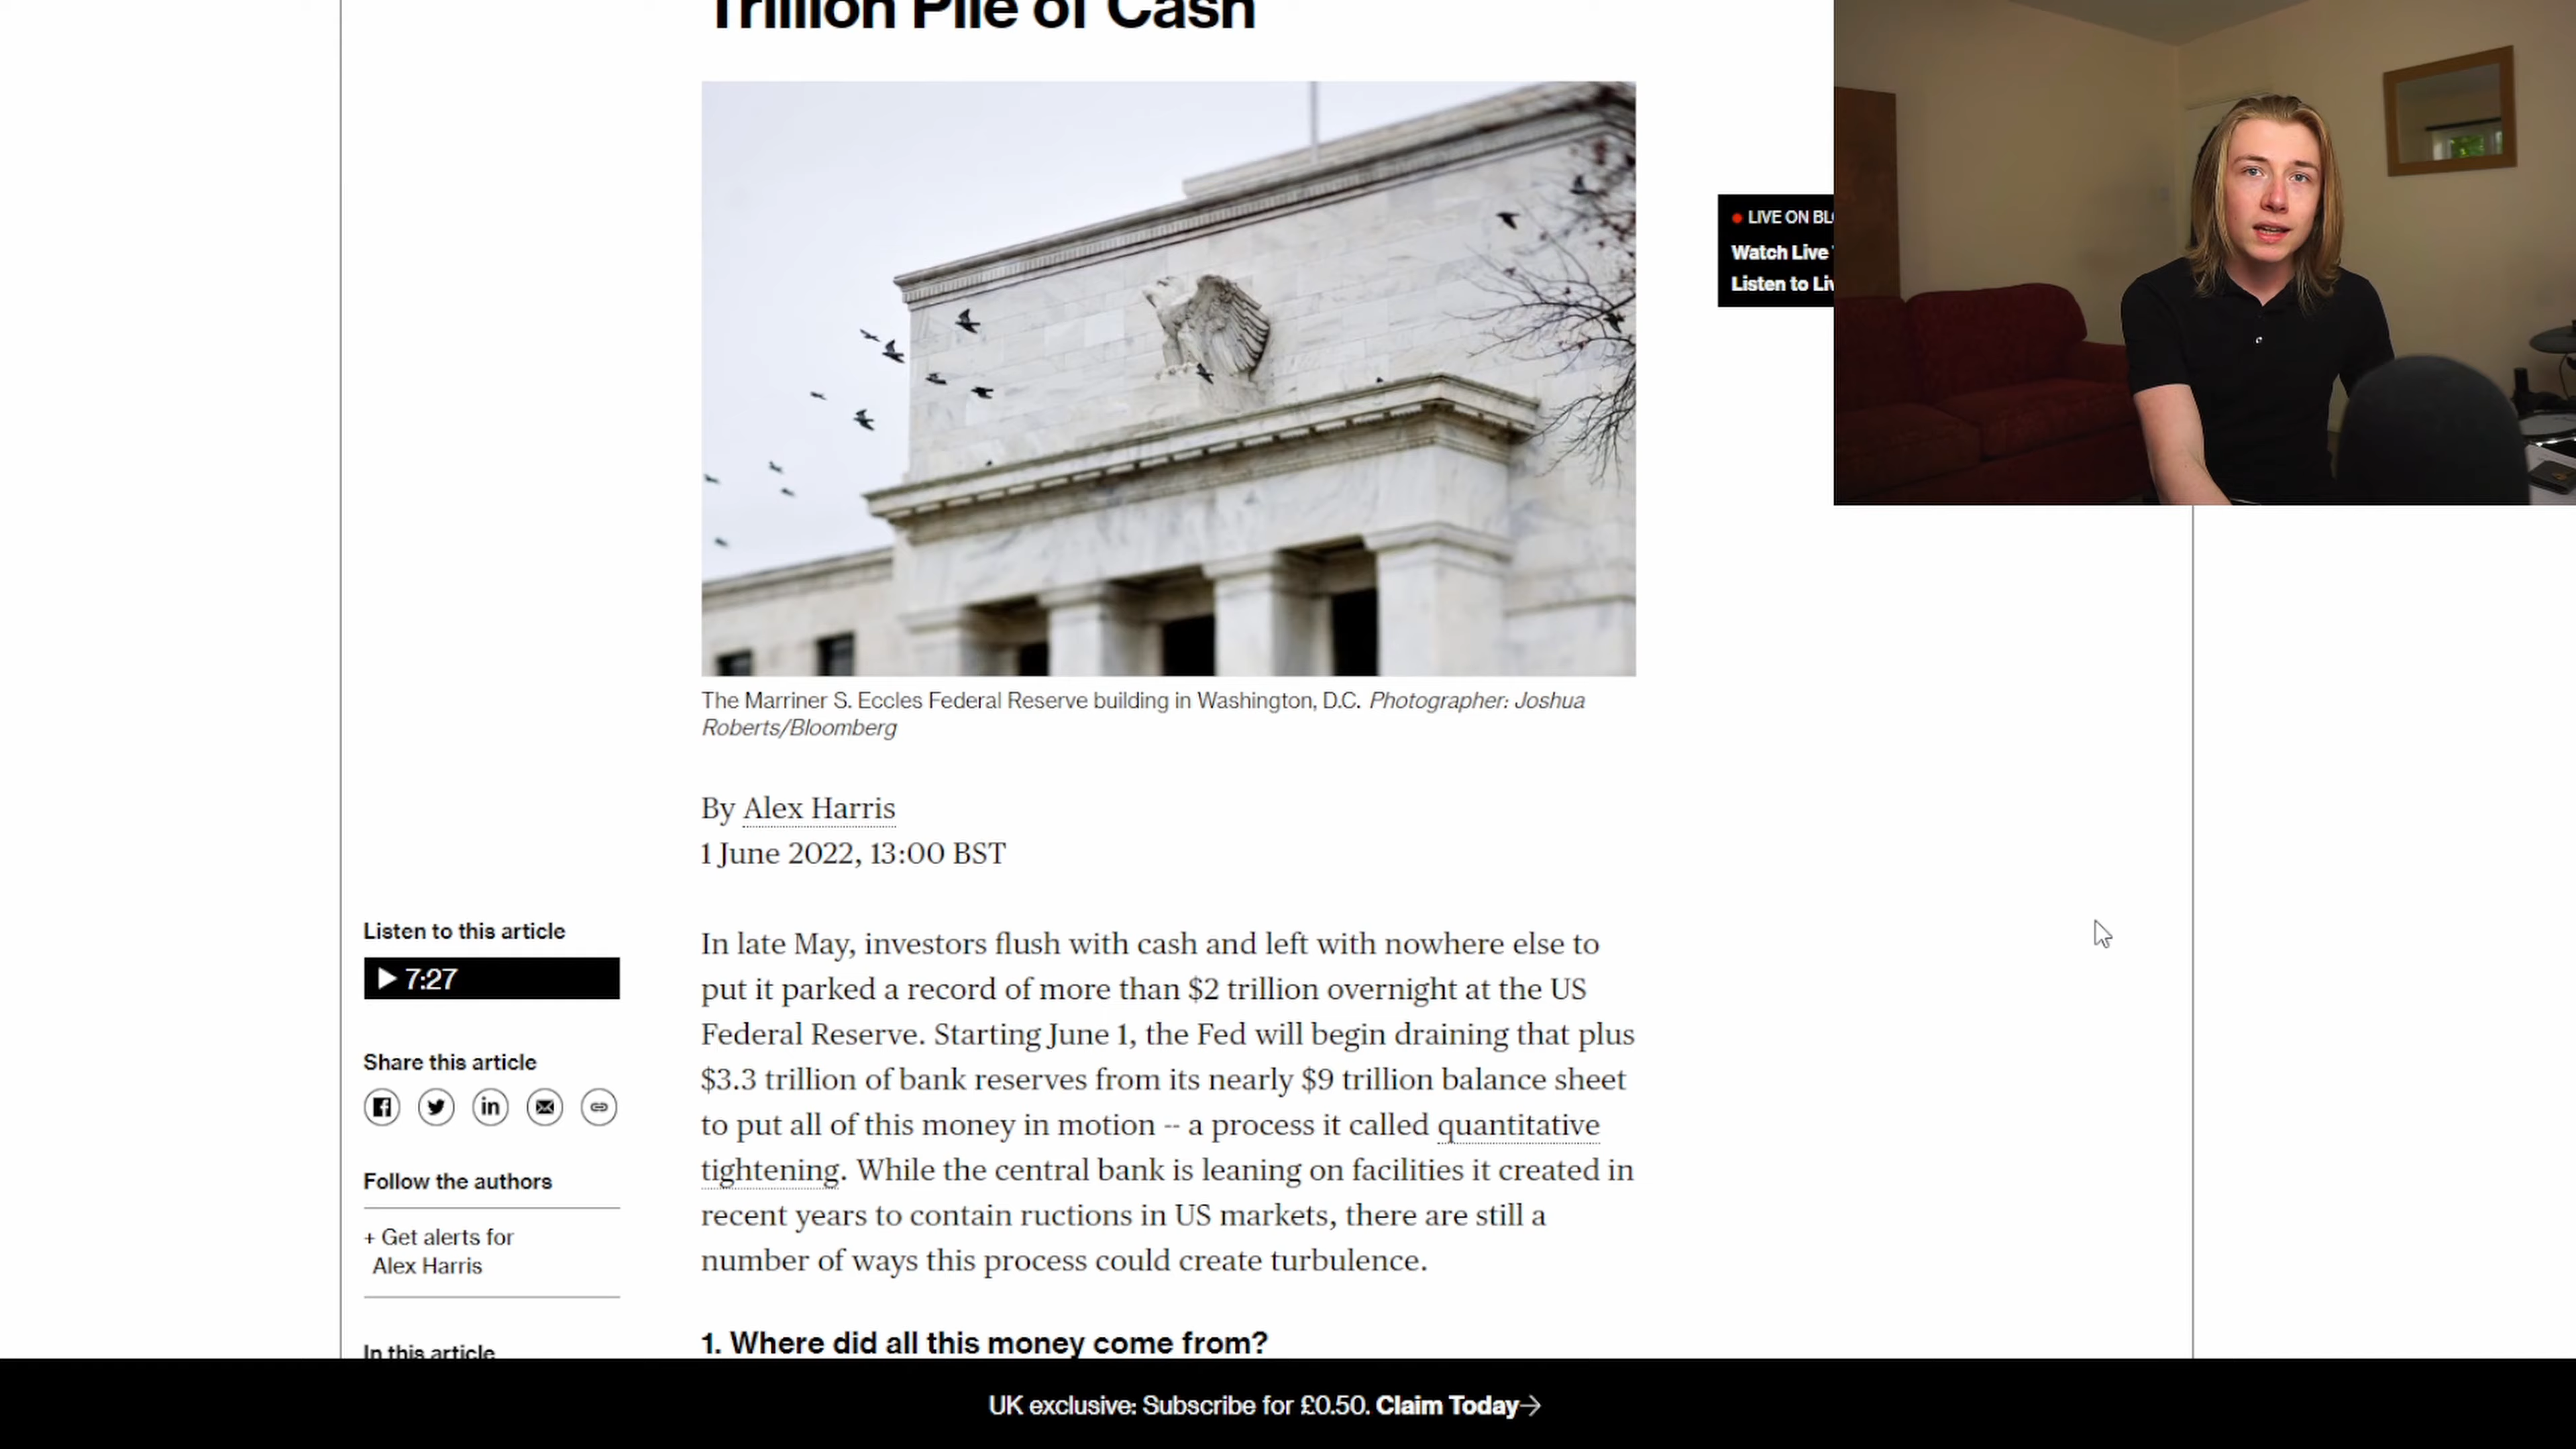 Trillion Pile of Cash
LIVE ON BL
Watch Live
Listen to Liv
The Marriner S. Eccles Federal Reserve building in Washington, D.C. Photographer: Joshua
Roberts/Bloomberg
By Alex Harris
1 June 2022, 13:00 BST
Listen to this article
7:27
Share this article
Follow the authors
+ Get alerts for
Alex Harris
In this article
In late May, investors flush with cash and left with nowhere else to
put it parked a record of more than $2 trillion overnight at the US
Federal Reserve. Starting June 1, the Fed will begin draining that plus
$3.3 trillion of bank reserves from its nearly $9 trillion balance sheet
to put all of this money in motion -- a process it called quantitative
tightening. While the central bank is leaning on facilities it created in
recent years to contain ructions in US markets, there are still a
number of ways this process could create turbulence.
1. Where did all this money come from?
UK exclusive: Subscribe for £0.50. Claim Today→